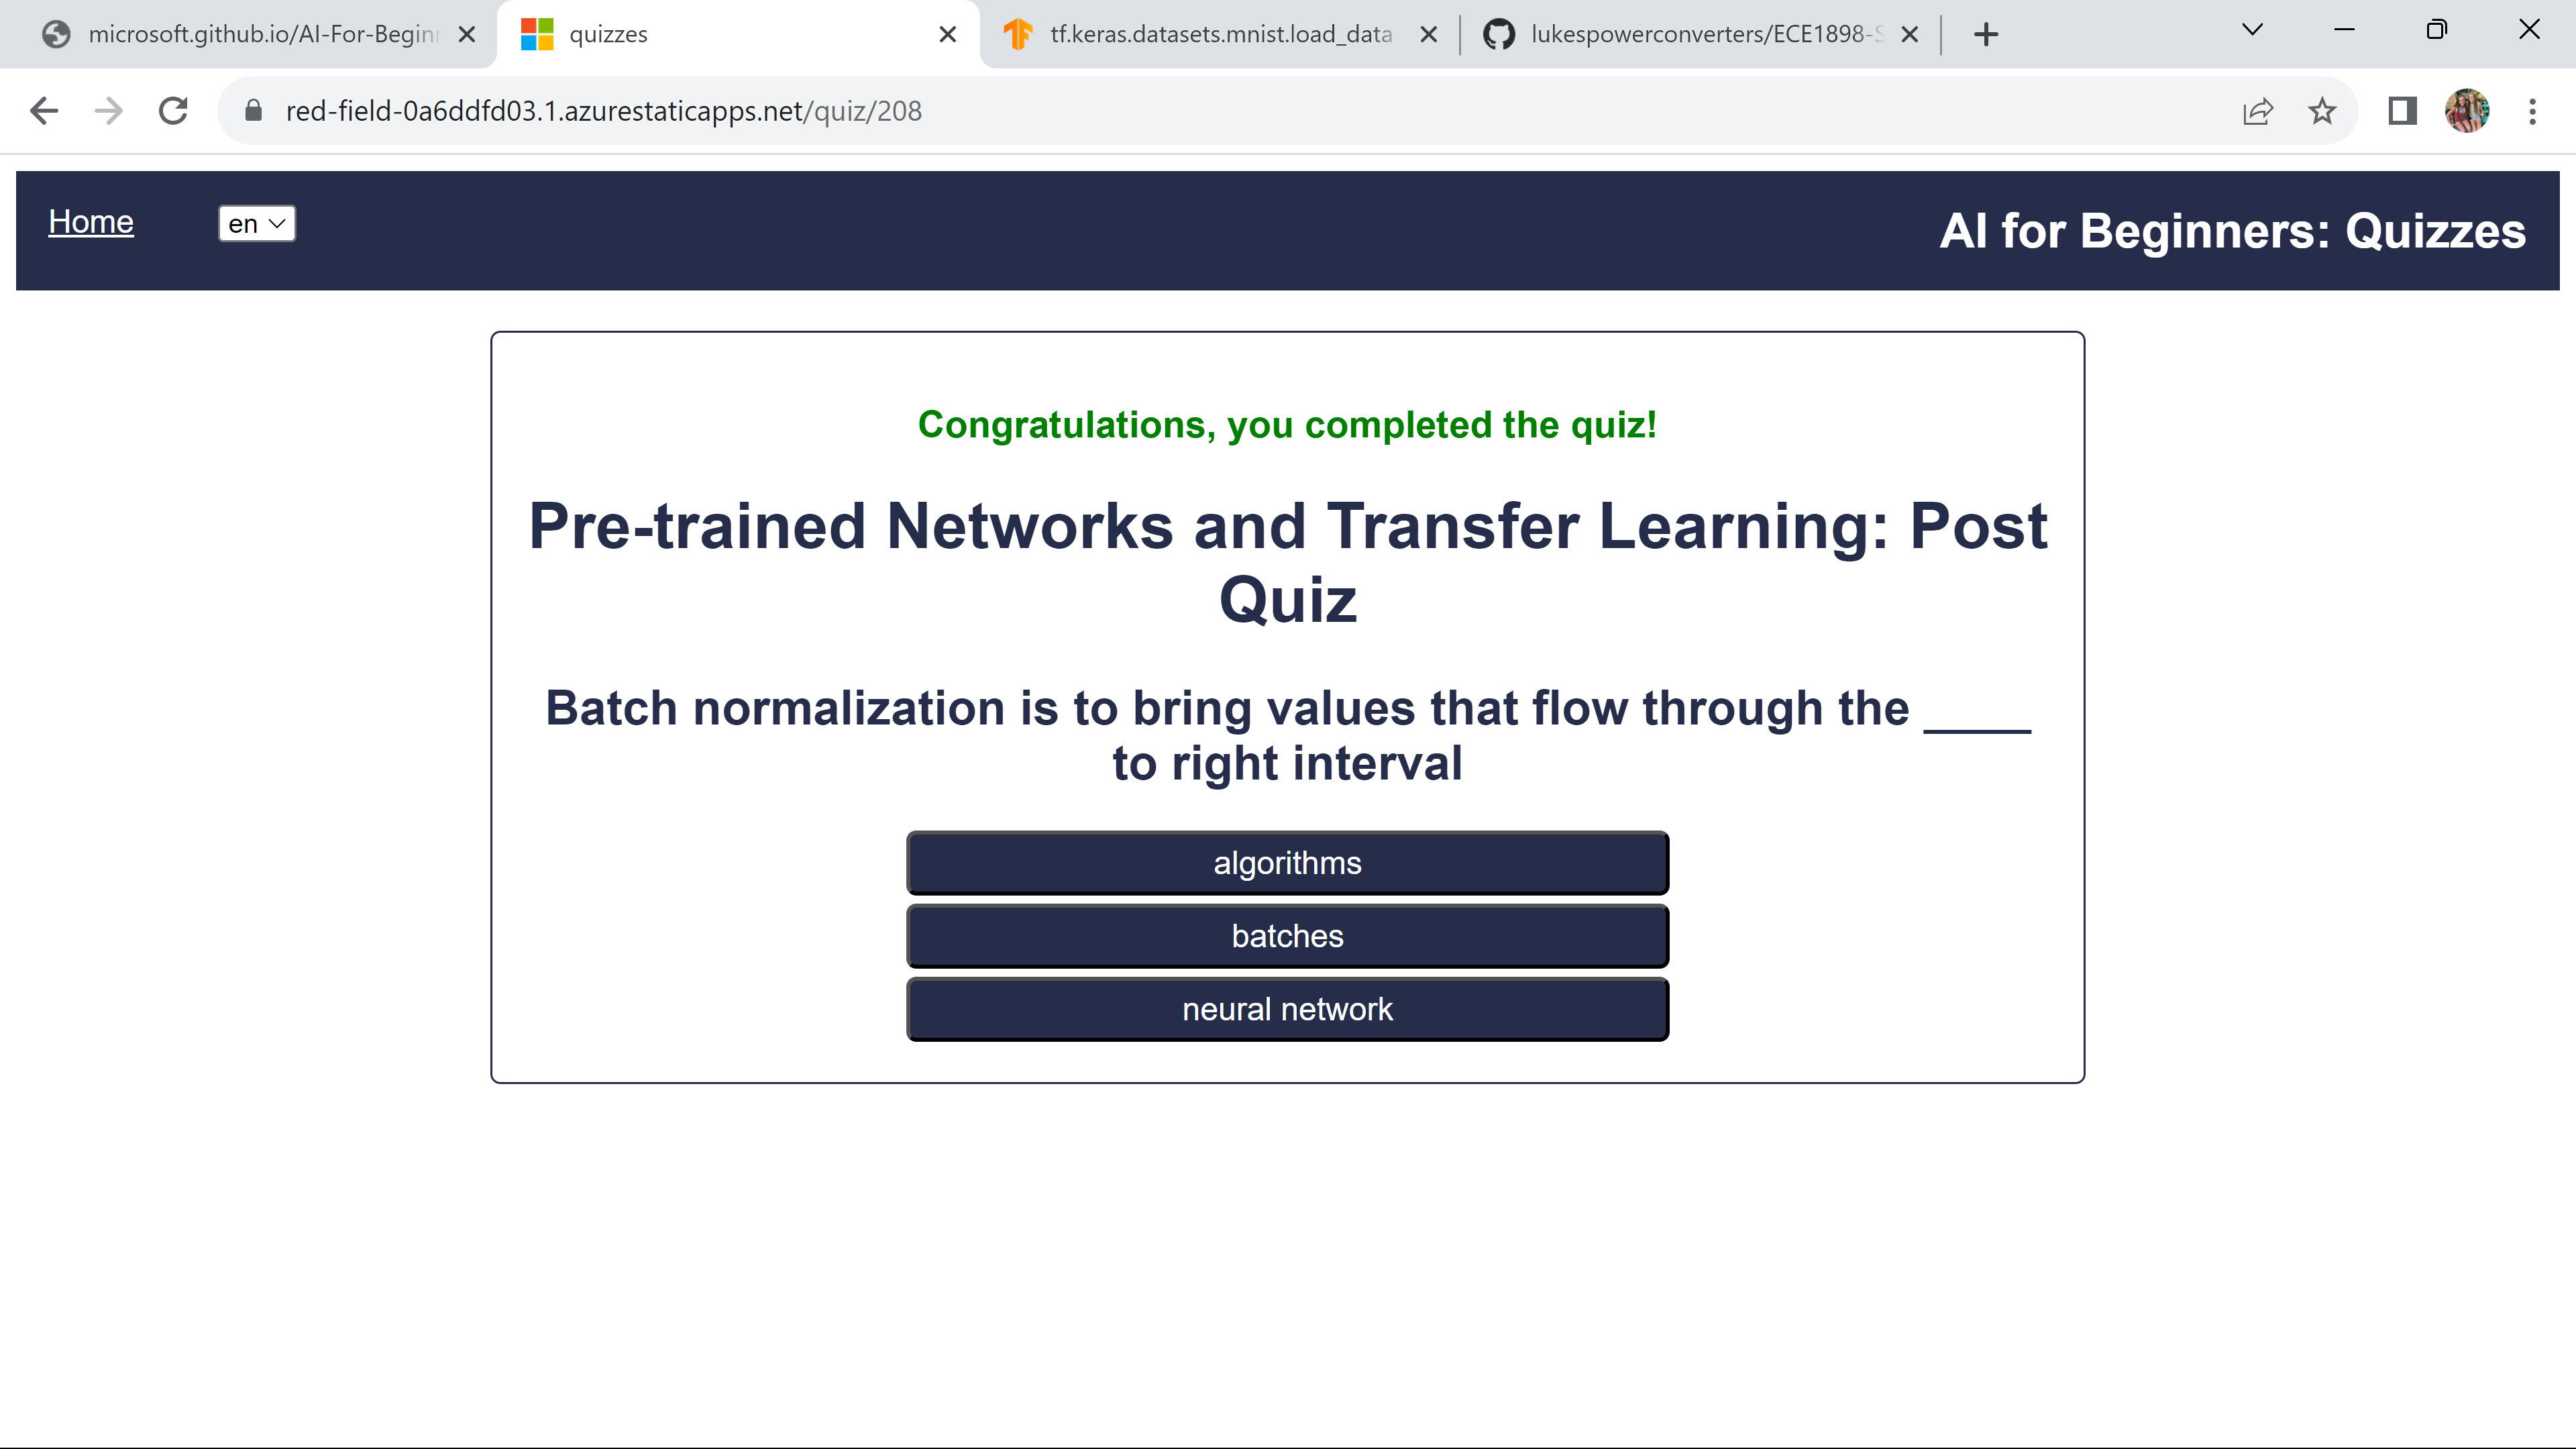 microsoft.github.io/AI-For-Begin
quizzes
tf.keras.datasets.mnist.load_data
lukespowerconverters/ECE1898-S
red-field-0a6ddfd03.1.azurestaticapps.net/quiz/208
Home
en
AI for Beginners: Quizzes
Congratulations, you completed the quiz!
Pre-trained Networks and Transfer Learning: Post
Quiz
Batch normalization is to bring values that flow through the _____
to right interval
algorithms
batches
neural network